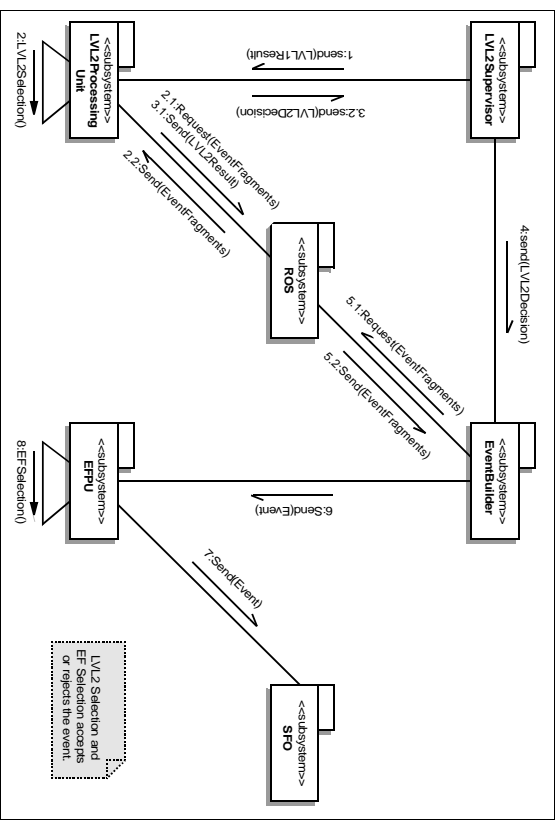 <<subsystem>>
LVL2Supervisor
4:send(LVL2Decision)
<<subsystem>>
EventBuilder
1:send(LVL1Result)
3.2:send(LVL2Decision)
5.1:Request(EventFragments)
5.2:Send(EventFragments)
6:Send(Event)
<<subsystem>>
ROS
<<subsystem>>
SFO
2.1:Request(EventFragments)
3.1:Send(LVL2Result)
2.2:Send(EventFragments)
7:Send(Event)
<<subsystem>>
LVL2Processing
Unit
2:LVL2Selection()
<<subsystem>>
EFPU
8:EFSelection()
LVL2 Selection and
EF Selection accepts
or rejects the event.